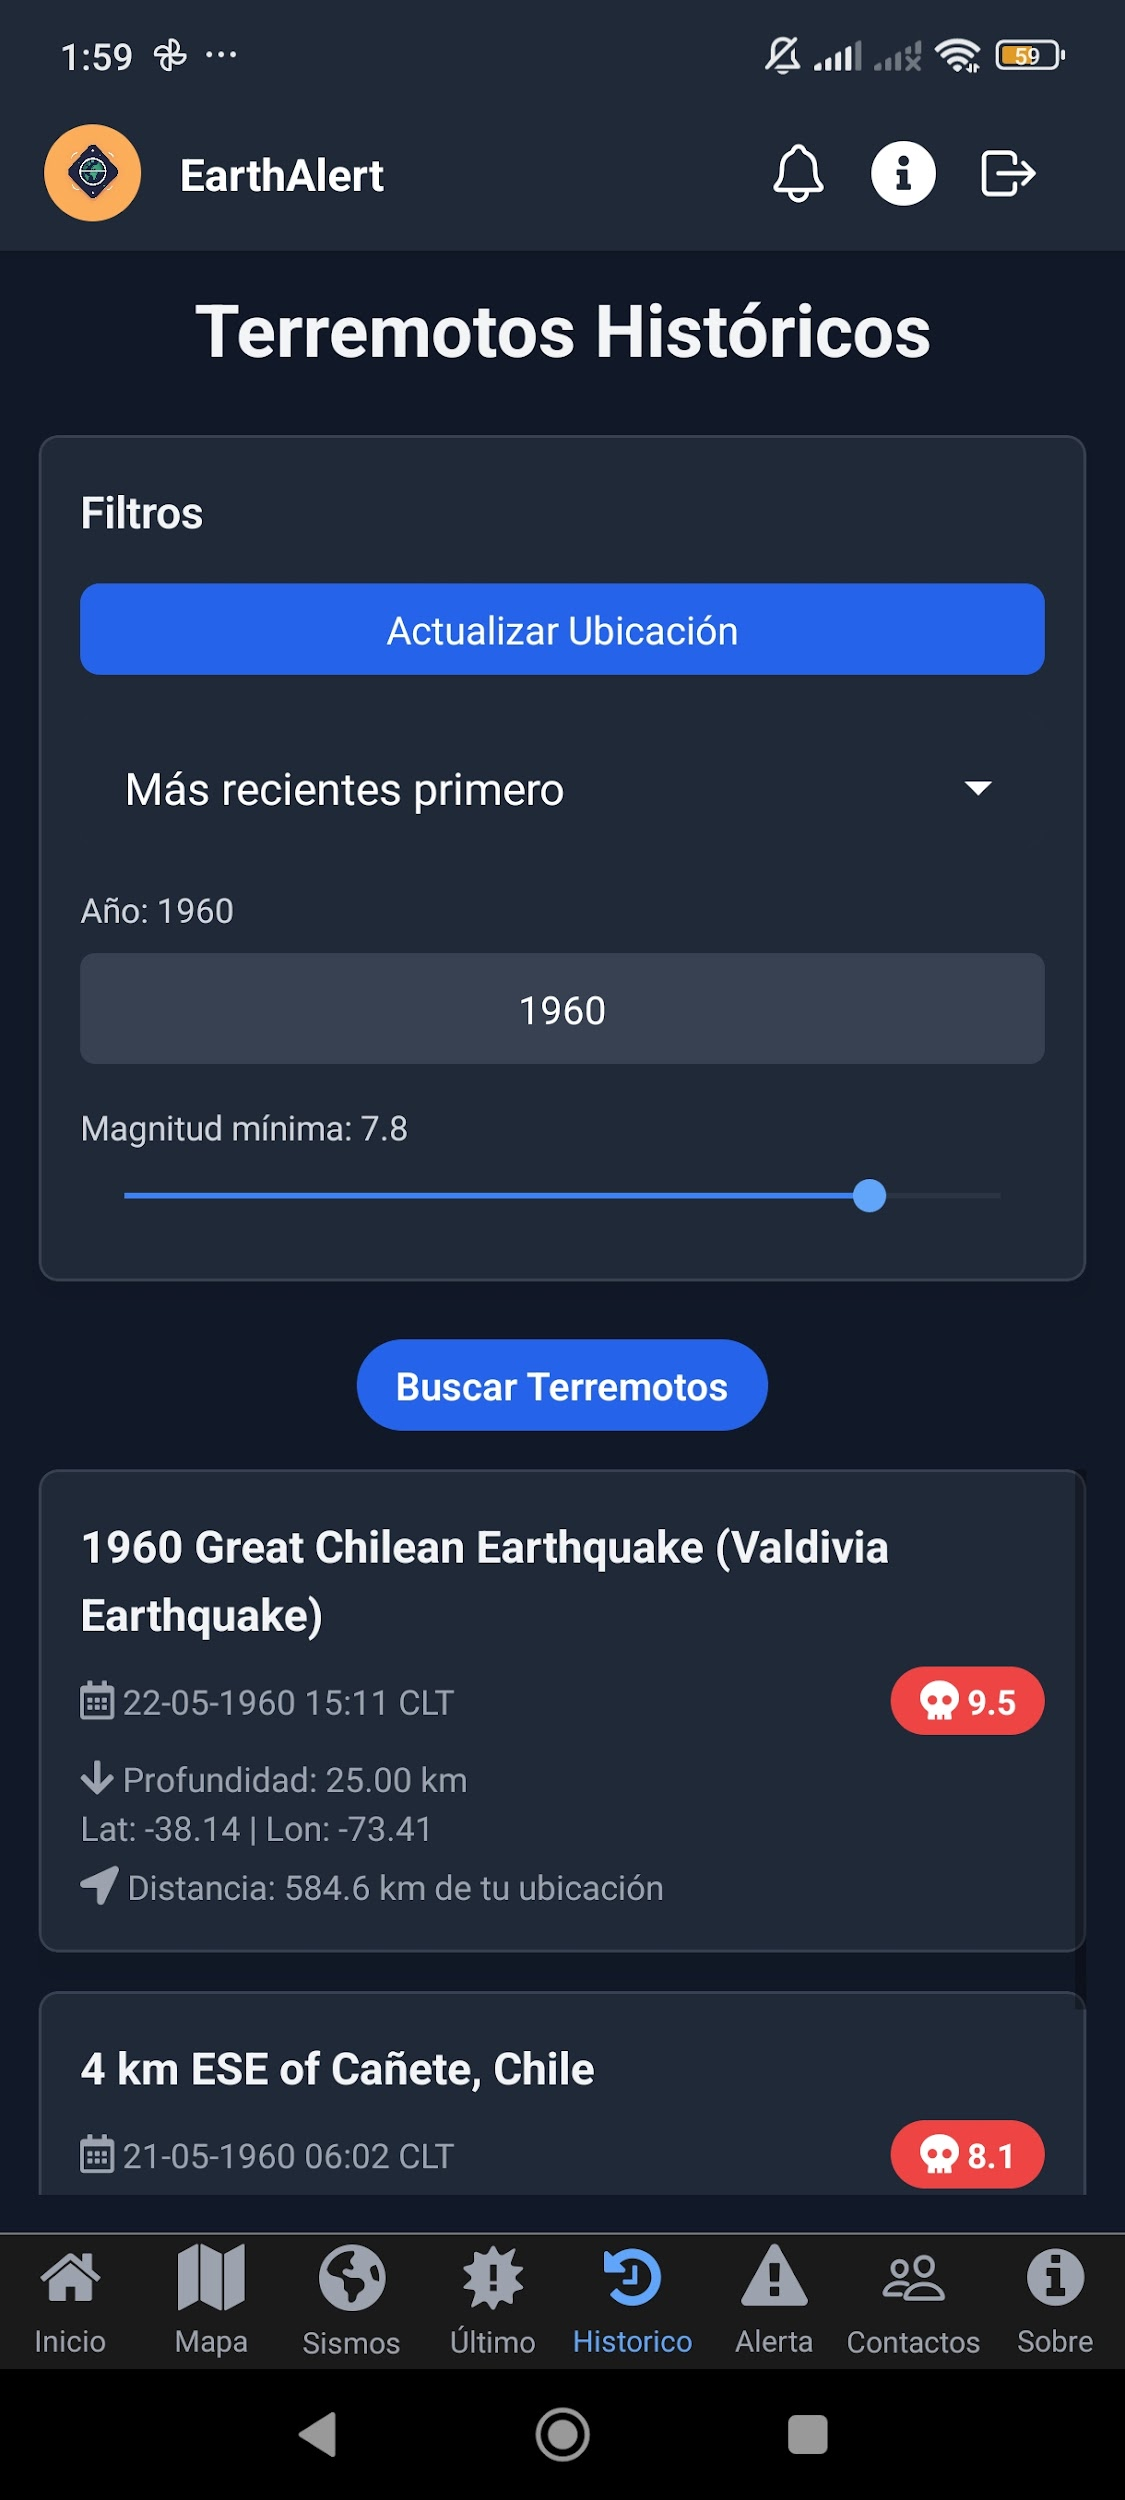 1:59
59
EarthAlert
Terremotos Históricos
Filtros
Actualizar Ubicación
Más recientes primero
Año: 1960
1960
Magnitud mínima: 7.8
Buscar Terremotos
1960 Great Chilean Earthquake (Valdivia
Earthquake)
22-05-1960 15:11 CLT
9.5
Profundidad: 25.00 km
Lat: -38.14 | Lon: -73.41
Distancia: 584.6 km de tu ubicación
4 km ESE of Cañete, Chile
21-05-1960 06:02 CLT
8.1
Inicio
Mapa
Sismos
Último
Historico
Alerta
Contactos
Sobre